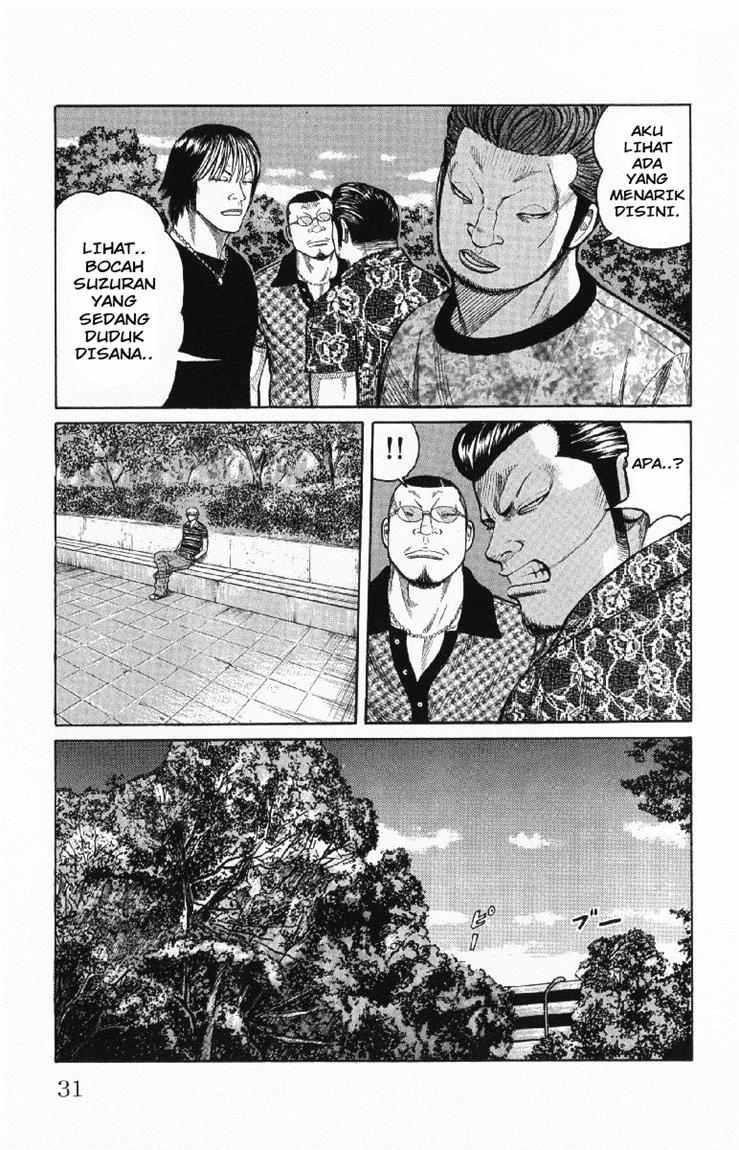 AKU
LIHAT
ADA
YANG
MENARIK
DISINI.
LIHAT..
BOCAH
SUZURAN
YANG
SEDANG
DUDUK
DISANA..
APA..?
!!
ブー
ピー
31